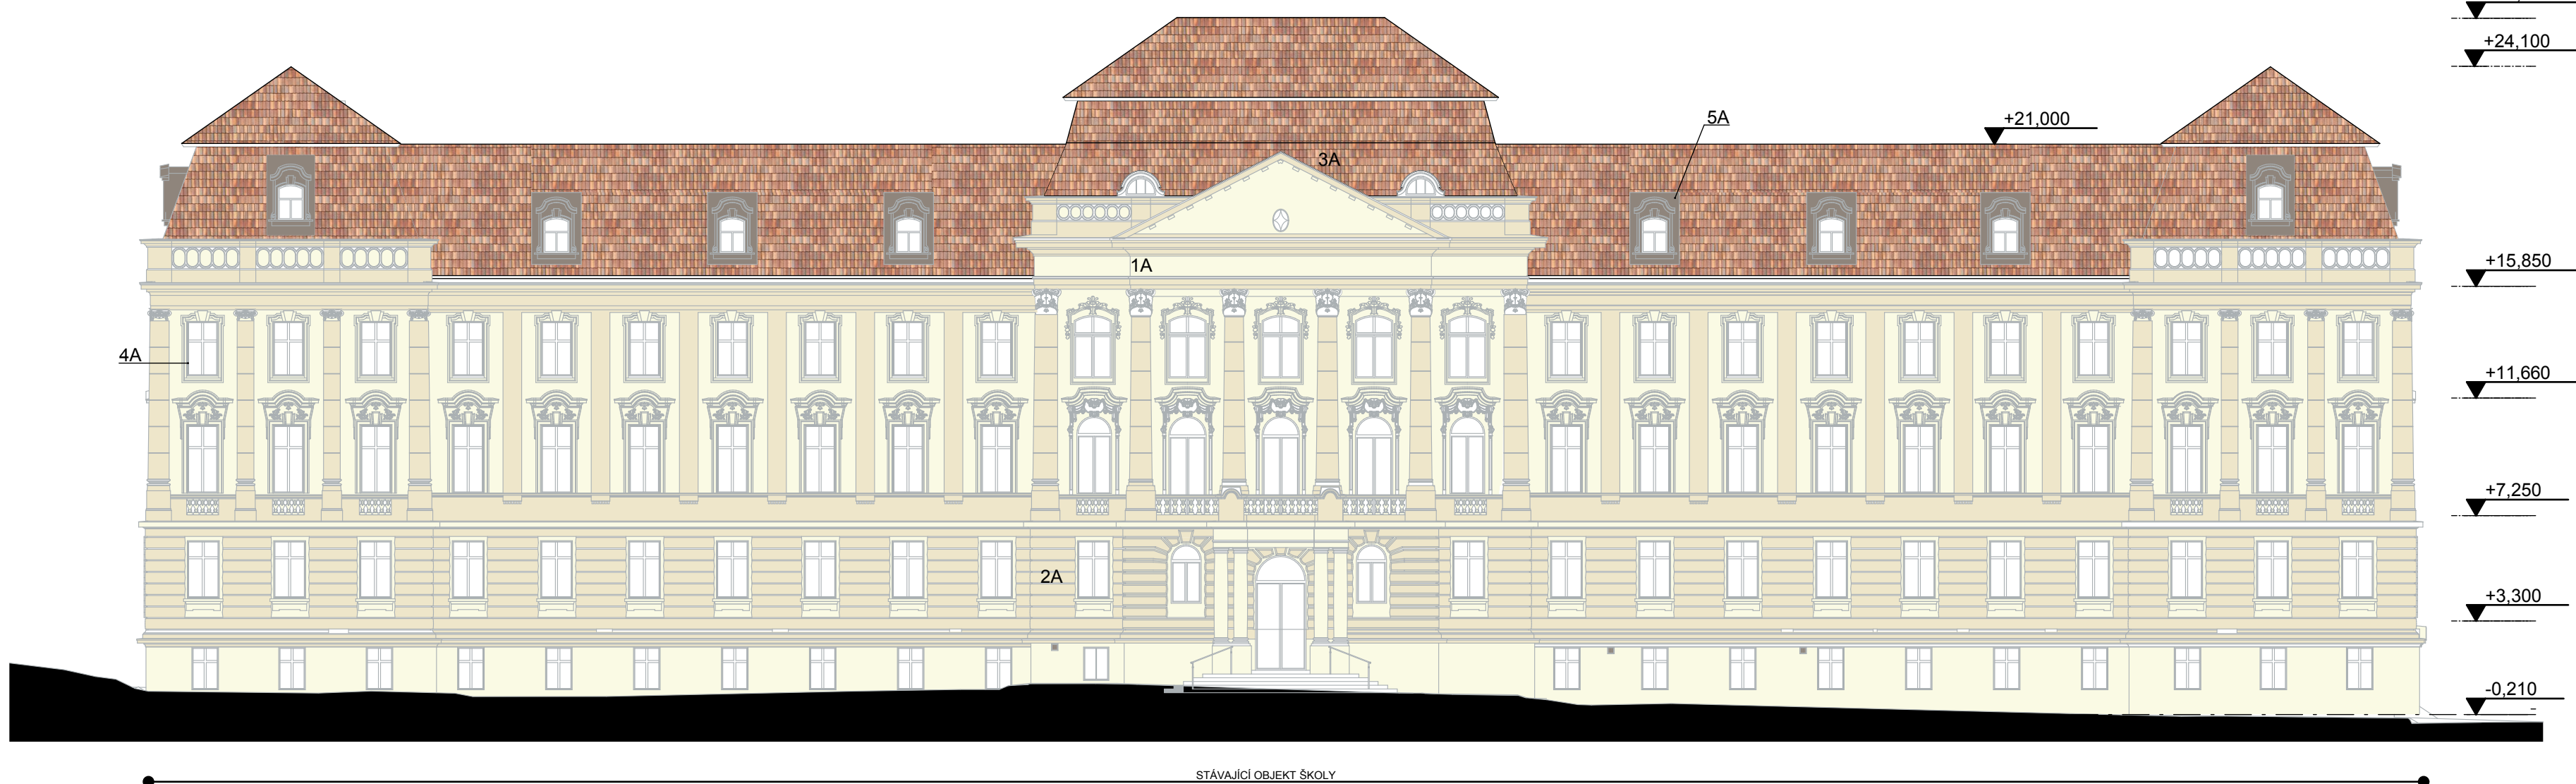 +24,100
5A
+21,000
3A
1A
+15,850
4A
+11,660
+7,250
2A
+3,300
-0,210
STÁVAJÍCÍ OBJEKT ŠKOLY